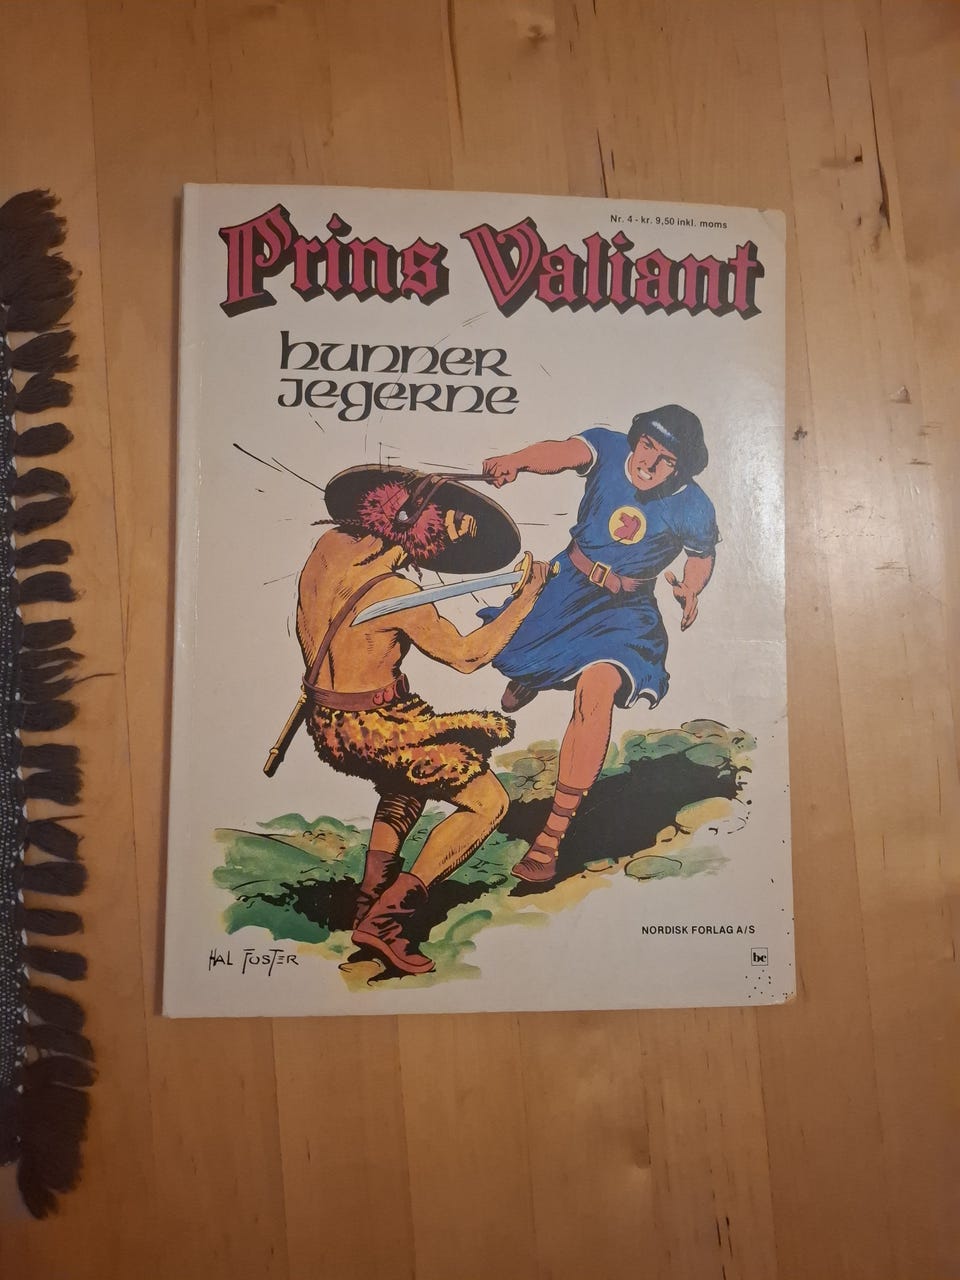 Nr. 4 - kr. 9,50 inkl. moms
Prins Valiant
hunner
jegerne
NORDISK FORLAG A/S
bc
HAL FOSTER